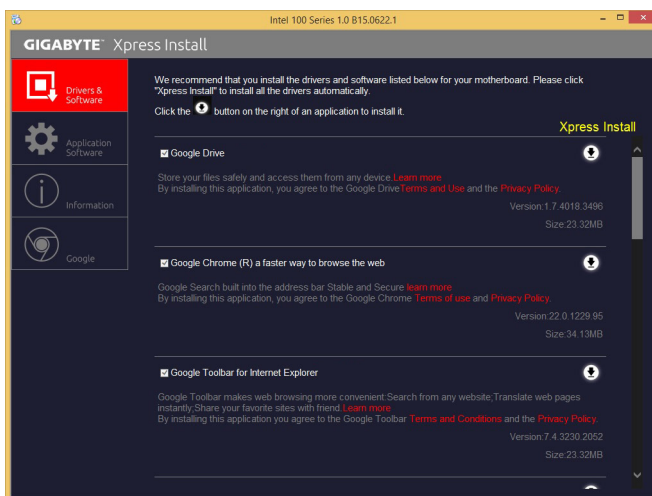 Intel 100 Series 1.0 B15.0622.1
GIGABYTE™ Xpress Install
Drivers &
Software
Application
Software
Information
Google
We recommend that you install the drivers and software listed below for your motherboard. Please click
"Xpress Install" to install all the drivers automatically.
Click the button on the right of an application to install it.
Xpress Install
Google Drive
Store your files safely and access them from any device.Learn more
By installing this application, you agree to the Google DriveTerms and Use and the Privacy Policy.
Version:1.7.4018.3496
Size:23.32MB
Google Chrome (R) a faster way to browse the web
Google Search built into the address bar Stable and Secure learn more
By installing this application, you agree to the Google Chrome Terms of use and Privacy Policy.
Version:22.0.1229.95
Size:34.13MB
Google Toolbar for Internet Explorer
Google Toolbar makes web browsing more convenient.Search from any website;Translate web pages
instantly;Share your favorite sites with friend.Learn more
By installing this application you agree to the Google Toolbar Terms and Conditions and the Privacy Policy.
Version:7.4.3230.2052
Size:23.32MB